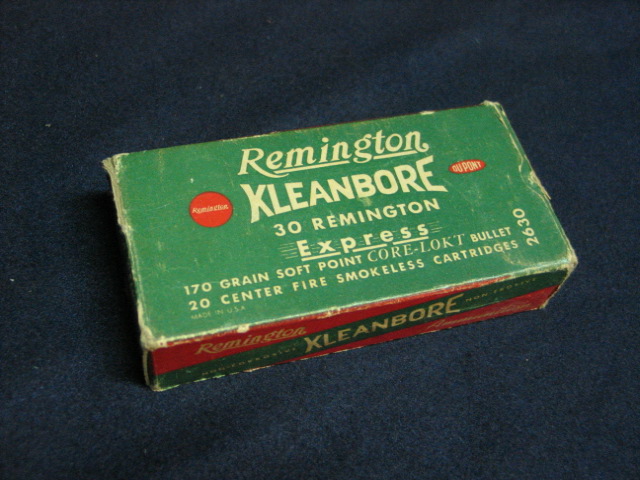 Remington
KLEANBORE
DU PONT
Remington
30 REMINGTON
Express
170 GRAIN SOFT POINT CORE-LOKT BULLET
20 CENTER FIRE SMOKELESS CARTRIDGES
2630
MADE IN U.S.A.
Remington
KLEANBORE